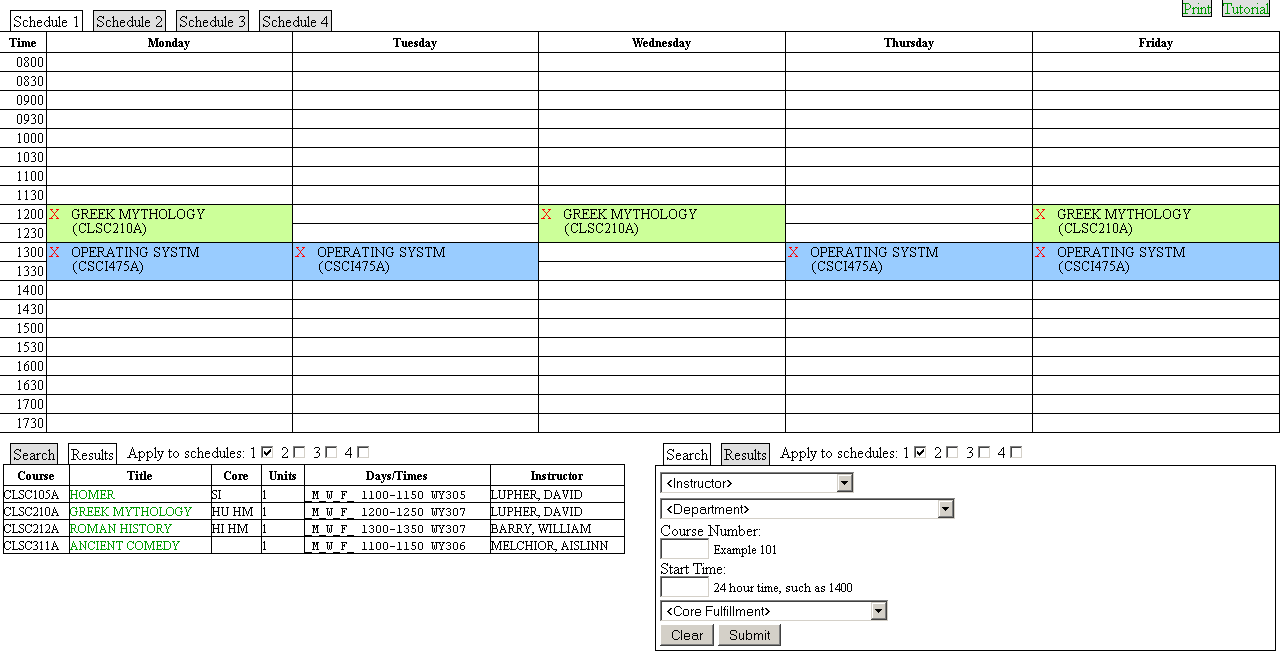 Print Tutorial
Schedule 1 Schedule 2 Schedule 3 Schedule 4
Time Monday Tuesday Wednesday Thursday Friday
0800
0830
0900
0930
1000
1030
1100
1130
1200 X GREEK MYTHOLOGY X GREEK MYTHOLOGY X GREEK MYTHOLOGY
1230 (CLSC210A) (CLSC210A) (CLSC210A)
1300 X OPERATING SYSTM X OPERATING SYSTM X OPERATING SYSTM X OPERATING SYSTM
1330 (CSCI475A) (CSCI475A) (CSCI475A) (CSCI475A)
1400
1430
1500
1530
1600
1630
1700
1730
Search Results Apply to schedules: 1 2 3 4
Course Title Core Units Days/Times Instructor
CLSC105A HOMER SI 1 _M_W_F_ 1100-1150 WY305 LUPHER, DAVID
CLSC210A GREEK MYTHOLOGY HU HM 1 _M_W_F_ 1200-1250 WY307 LUPHER, DAVID
CLSC212A ROMAN HISTORY HI HM 1 _M_W_F_ 1300-1350 WY307 BARRY, WILLIAM
CLSC311A ANCIENT COMEDY 1 _M_W_F_ 1100-1150 WY306 MELCHIOR, AISLINN
Search Results Apply to schedules: 1 2 3 4
<Instructor>
<Department>
Course Number:
Example 101
Start Time:
24 hour time, such as 1400
<Core Fulfillment>
Clear Submit